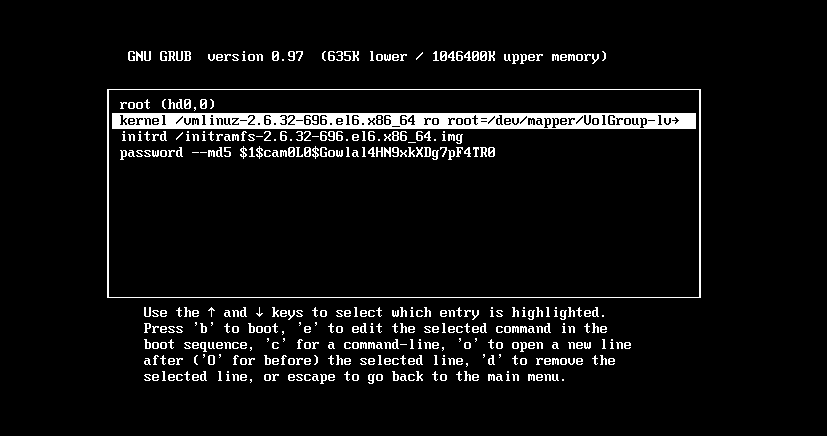 GNU GRUB  version 0.97  (635K lower / 1046400K upper memory)
root (hd0,0)
kernel /vmlinuz-2.6.32-696.el6.x86_64 ro root=/dev/mapper/VolGroup-lv→
initrd /initramfs-2.6.32-696.el6.x86_64.img
password --md5 $1$cam0L0$Gowlal4HN9xkXDg7pF4TR0
Use the ↑ and ↓ keys to select which entry is highlighted.
Press 'b' to boot, 'e' to edit the selected command in the
boot sequence, 'c' for a command-line, 'o' to open a new line
after ('O' for before) the selected line, 'd' to remove the
selected line, or escape to go back to the main menu.